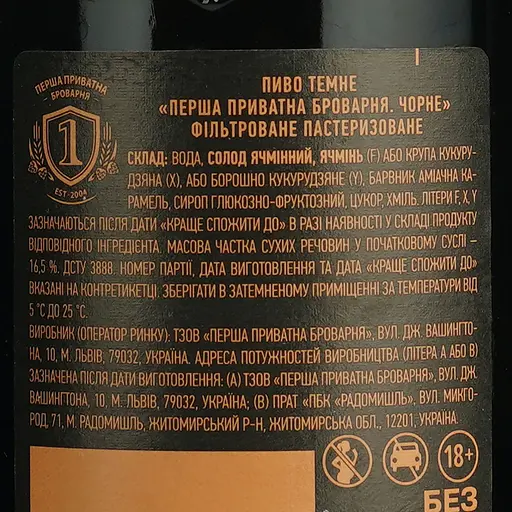 ПЕРША ПРИВАТНА
БРОВАРНЯ
1
EST·2004
ПИВО ТЕМНЕ
«ПЕРША ПРИВАТНА БРОВАРНЯ. ЧОРНЕ»
ФІЛЬТРОВАНЕ ПАСТЕРИЗОВАНЕ
СКЛАД: ВОДА, СОЛОД ЯЧМІННИЙ, ЯЧМІНЬ (F) АБО КРУПА КУКУРУ-
ДЗЯНА (X), АБО БОРОШНО КУКУРУДЗЯНЕ (Y), БАРВНИК АМІАЧНА КА-
РАМЕЛЬ, СИРОП ГЛЮКОЗНО-ФРУКТОЗНИЙ, ЦУКОР, ХМІЛЬ. ЛІТЕРИ F, X, Y
ЗАЗНАЧАЮТЬСЯ ПІСЛЯ ДАТИ «КРАЩЕ СПОЖИТИ ДО» В РАЗІ НАЯВНОСТІ У СКЛАДІ ПРОДУКТУ
ВІДПОВІДНОГО ІНГРЕДІЄНТА. МАСОВА ЧАСТКА СУХИХ РЕЧОВИН У ПОЧАТКОВОМУ СУСЛІ –
16,5 %. ДСТУ 3888. НОМЕР ПАРТІЇ, ДАТА ВИГОТОВЛЕННЯ ТА ДАТА «КРАЩЕ СПОЖИТИ ДО»
ВКАЗАНІ НА КОНТРЕТИКЕТЦІ. ЗБЕРІГАТИ В ЗАТЕМНЕНОМУ ПРИМІЩЕННІ ЗА ТЕМПЕРАТУРИ ВІД
5 °С ДО 25 °С.
ВИРОБНИК (ОПЕРАТОР РИНКУ): ТЗОВ «ПЕРША ПРИВАТНА БРОВАРНЯ», ВУЛ. ДЖ. ВАШИНГТО-
НА, 10, М. ЛЬВІВ, 79032, УКРАЇНА. АДРЕСА ПОТУЖНОСТЕЙ ВИРОБНИЦТВА (ЛІТЕРА А АБО В)
ЗАЗНАЧЕНА ПІСЛЯ ДАТИ ВИГОТОВЛЕННЯ: (А) ТЗОВ «ПЕРША ПРИВАТНА БРОВАРНЯ», ВУЛ. ДЖ.
ВАШИНГТОНА, 10, М. ЛЬВІВ, 79032, УКРАЇНА; (В) ПРАТ «ПБК «РАДОМИШЛЬ», ВУЛ. МИКГО-
РОД, 71, М. РАДОМИШЛЬ, ЖИТОМИРСЬКИЙ Р-Н, ЖИТОМИРСЬКА ОБЛ., 12201, УКРАЇНА.
18+
БЕЗ